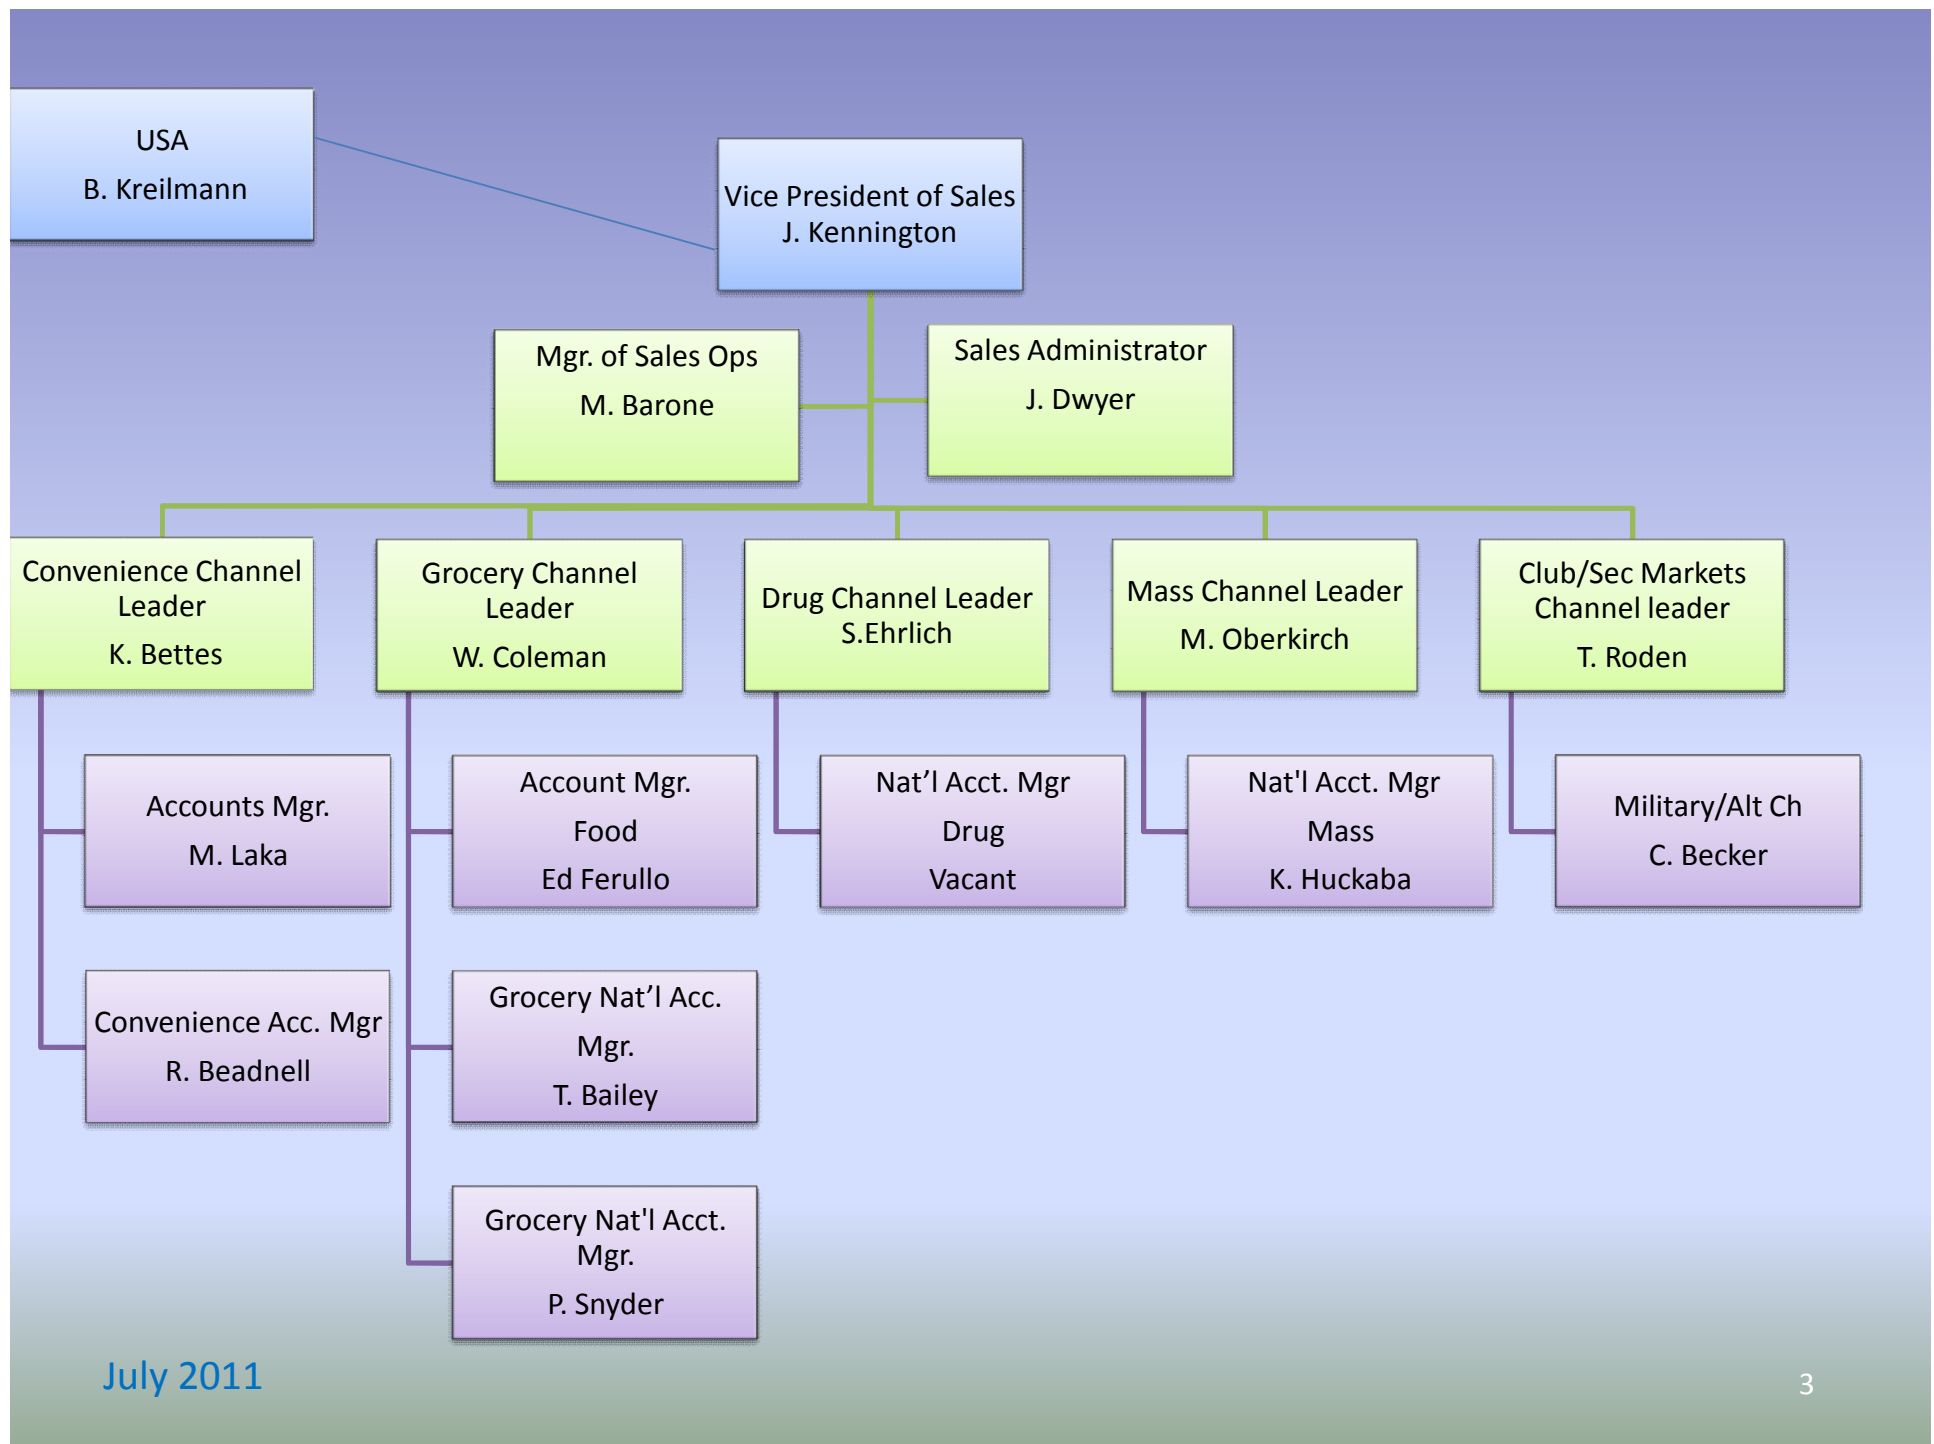 USA
B. Kreilmann
Vice President of Sales
J. Kennington
Mgr. of Sales Ops
M. Barone
Sales Administrator
J. Dwyer
Convenience Channel
Leader
K. Bettes
Grocery Channel
Leader
W. Coleman
Drug Channel Leader
S.Ehrlich
Mass Channel Leader
M. Oberkirch
Club/Sec Markets
Channel leader
T. Roden
Accounts Mgr.
M. Laka
Account Mgr.
Food
Ed Ferullo
Nat’l Acct. Mgr
Drug
Vacant
Nat'l Acct. Mgr
Mass
K. Huckaba
Military/Alt Ch
C. Becker
Convenience Acc. Mgr
R. Beadnell
Grocery Nat’l Acc.
Mgr.
T. Bailey
Grocery Nat'l Acct.
Mgr.
P. Snyder
July 2011
3